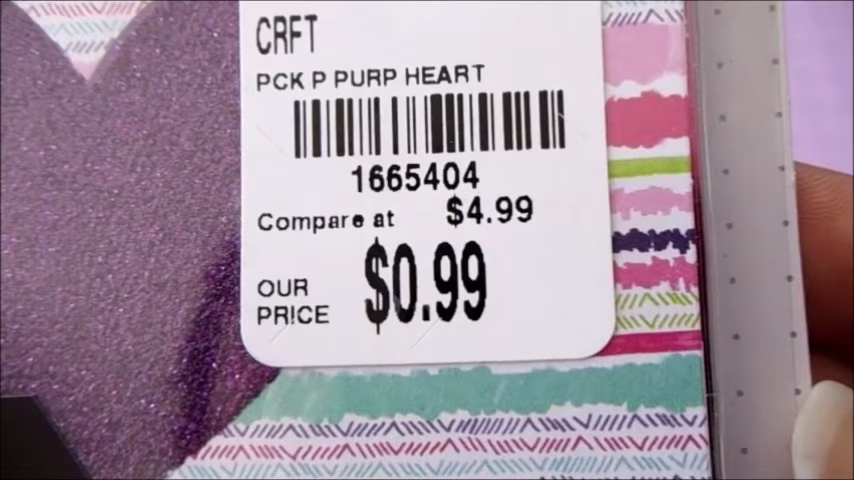 CRFT
PCK P PURP HEART
1665404
Compare at $4.99
OUR PRICE $0.99